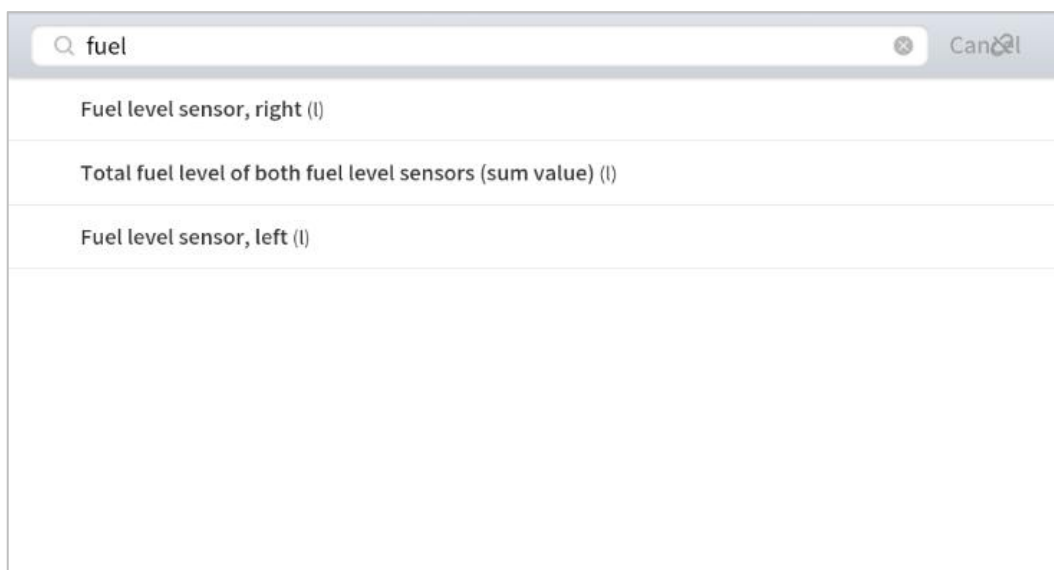 fuel
Cancel
Fuel level sensor, right (l)
Total fuel level of both fuel level sensors (sum value) (l)
Fuel level sensor, left (l)